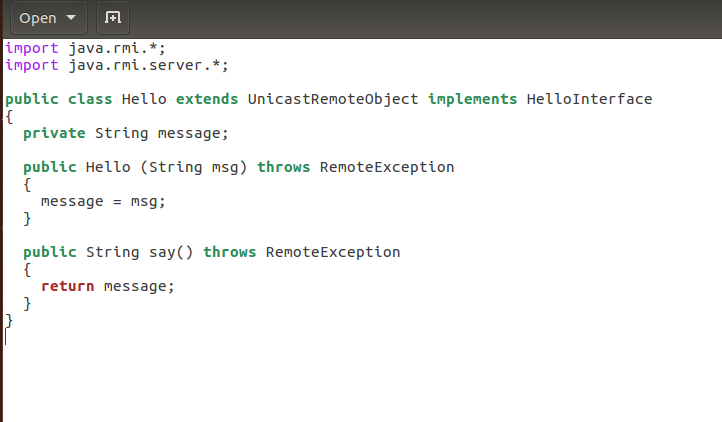 Open
import java.rmi.*;
import java.rmi.server.*;

public class Hello extends UnicastRemoteObject implements HelloInterface
{
  private String message;

  public Hello (String msg) throws RemoteException
  {
    message = msg;
  }

  public String say() throws RemoteException
  {
    return message;
  }
}